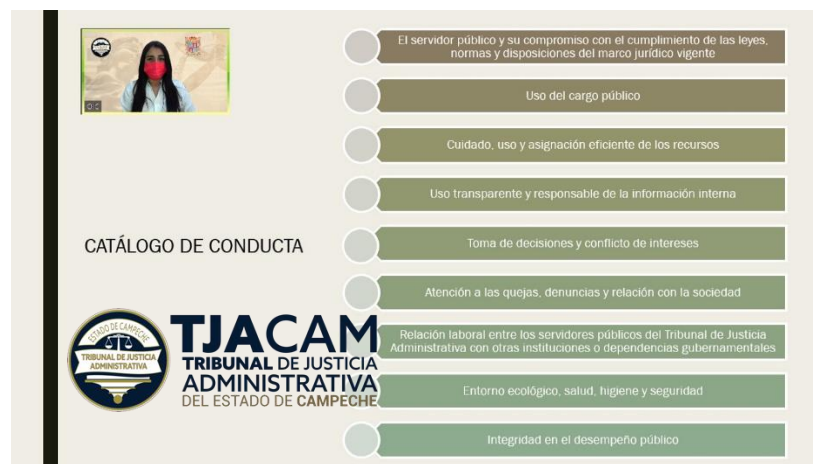 El servidor público y su compromiso con el cumplimiento de las leyes,
normas y disposiciones del marco jurídico vigente
Uso del cargo público
Cuidado, uso y asignación eficiente de los recursos
Uso transparente y responsable de la información interna
CATÁLOGO DE CONDUCTA
Toma de decisiones y conflicto de intereses
Atención a las quejas, denuncias y relación con la sociedad
Relación laboral entre los servidores públicos del Tribunal de Justicia
Administrativa con otras instituciones o dependencias gubernamentales
Entorno ecológico, salud, higiene y seguridad
Integridad en el desempeño público
ESTADO DE CAMPECHE
TRIBUNAL DE JUSTICIA
ADMINISTRATIVA
TJACAM
TRIBUNAL DE JUSTICIA
ADMINISTRATIVA
DEL ESTADO DE CAMPECHE